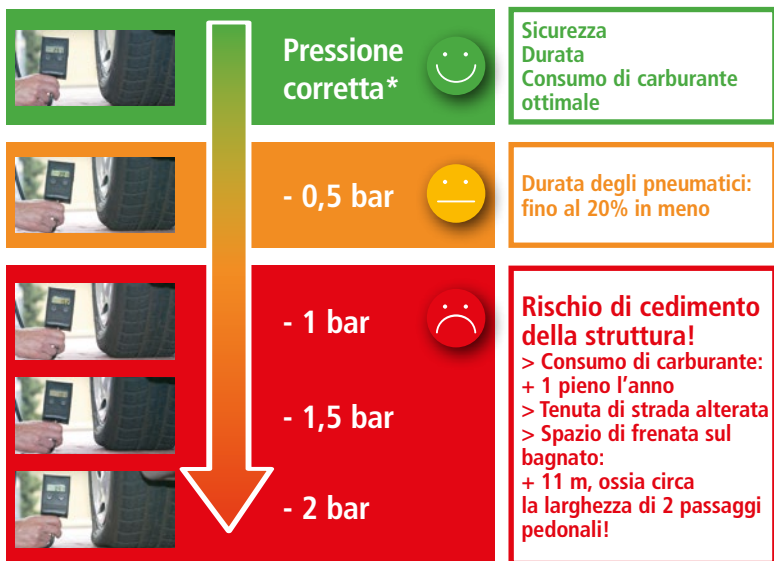 Pressione
corretta*
Sicurezza
Durata
Consumo di carburante
ottimale
- 0,5 bar
Durata degli pneumatici:
fino al 20% in meno
- 1 bar
- 1,5 bar
- 2 bar
Rischio di cedimento
della struttura!
> Consumo di carburante:
+ 1 pieno l’anno
> Tenuta di strada alterata
> Spazio di frenata sul
bagnato:
+ 11 m, ossia circa
la larghezza di 2 passaggi
pedonali!